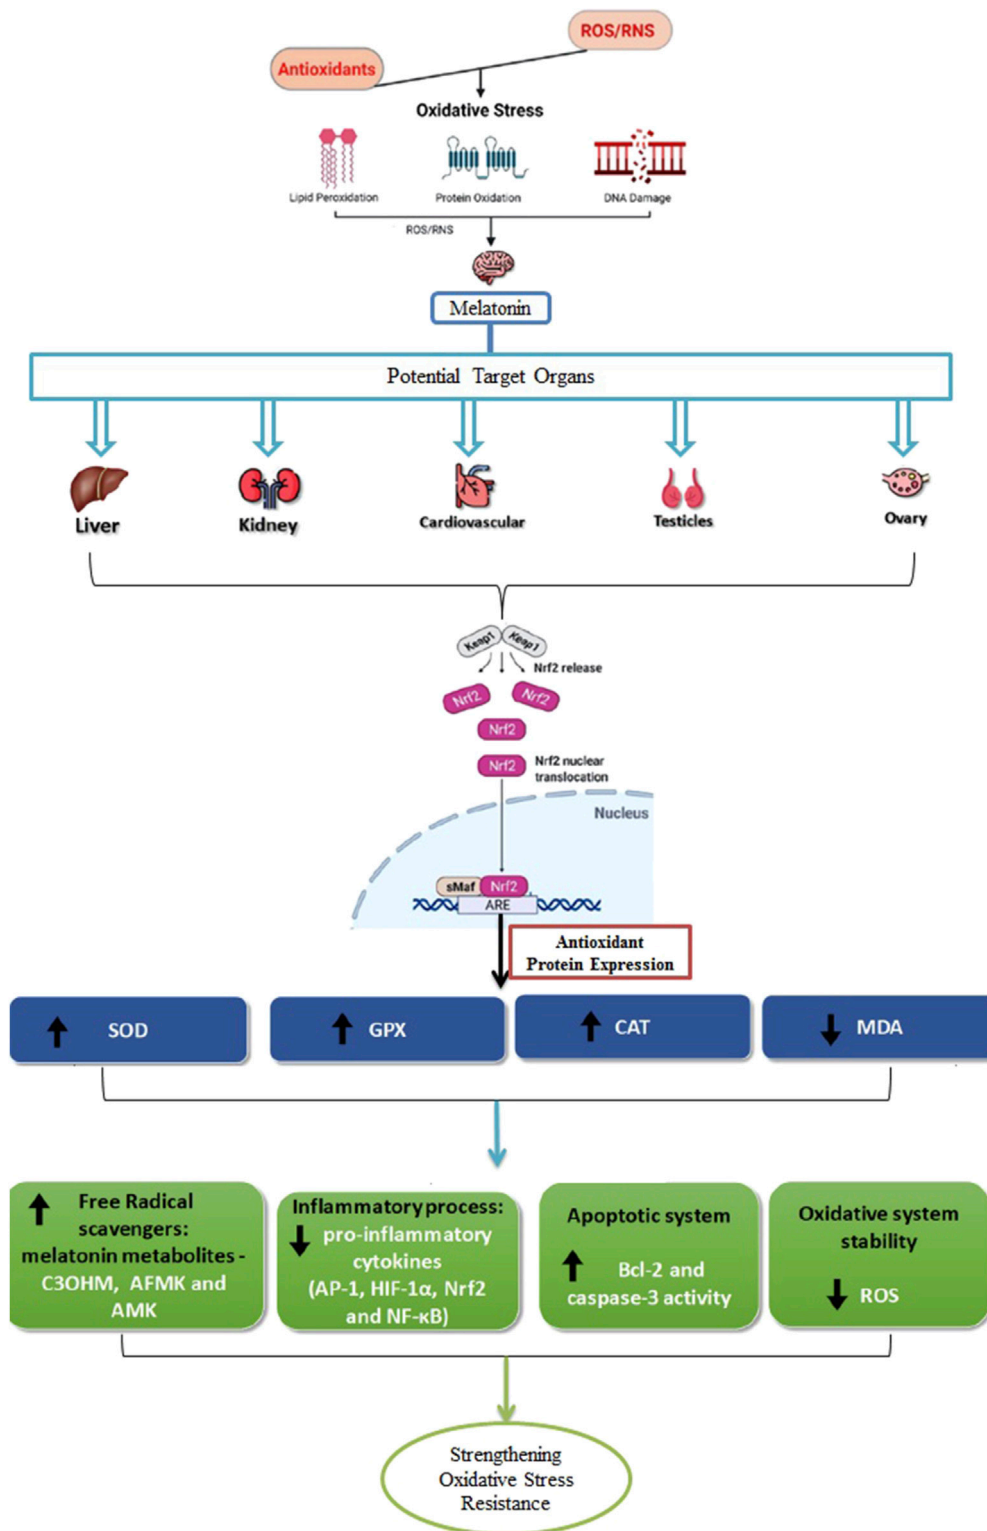 ROS/RNS
Antioxidants
Oxidative Stress
Lipid Peroxidation
Protein Oxidation
DNA Damage
ROS/RNS
Melatonin
Potential Target Organs
Liver
Kidney
Cardiovascular
Testicles
Ovary
Keap1
Keap1
Nrf2 release
Nrf2
Nrf2
Nrf2
Nrf2
Nrf2 nuclear
translocation
Nucleus
sMaf
Nrf2
ARE
Antioxidant
Protein Expression
SOD
GPX
CAT
MDA
Free Radical
scavengers:
melatonin metabolites -
C3OHM, AFMK and
AMK
Inflammatory process:
pro-inflammatory
cytokines
(AP-1, HIF-1α, Nrf2
and NF-κB)
Apoptotic system
Bcl-2 and
caspase-3 activity
Oxidative system
stability
ROS
Strengthening
Oxidative Stress
Resistance